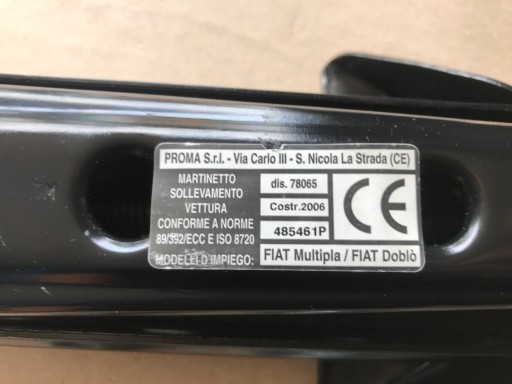 PROMA S.r.l. - Via Carlo III - S. Nicola La Strada (CE)
MARTINETTO
SOLLEVAMENTO
VETTURA
CONFORME A NORME
89/392/ECC E ISO 8720
MODELLI D'IMPIEGO:
dis. 78065
Costr.2006
485461P
CE
FIAT Multipla / FIAT Doblò